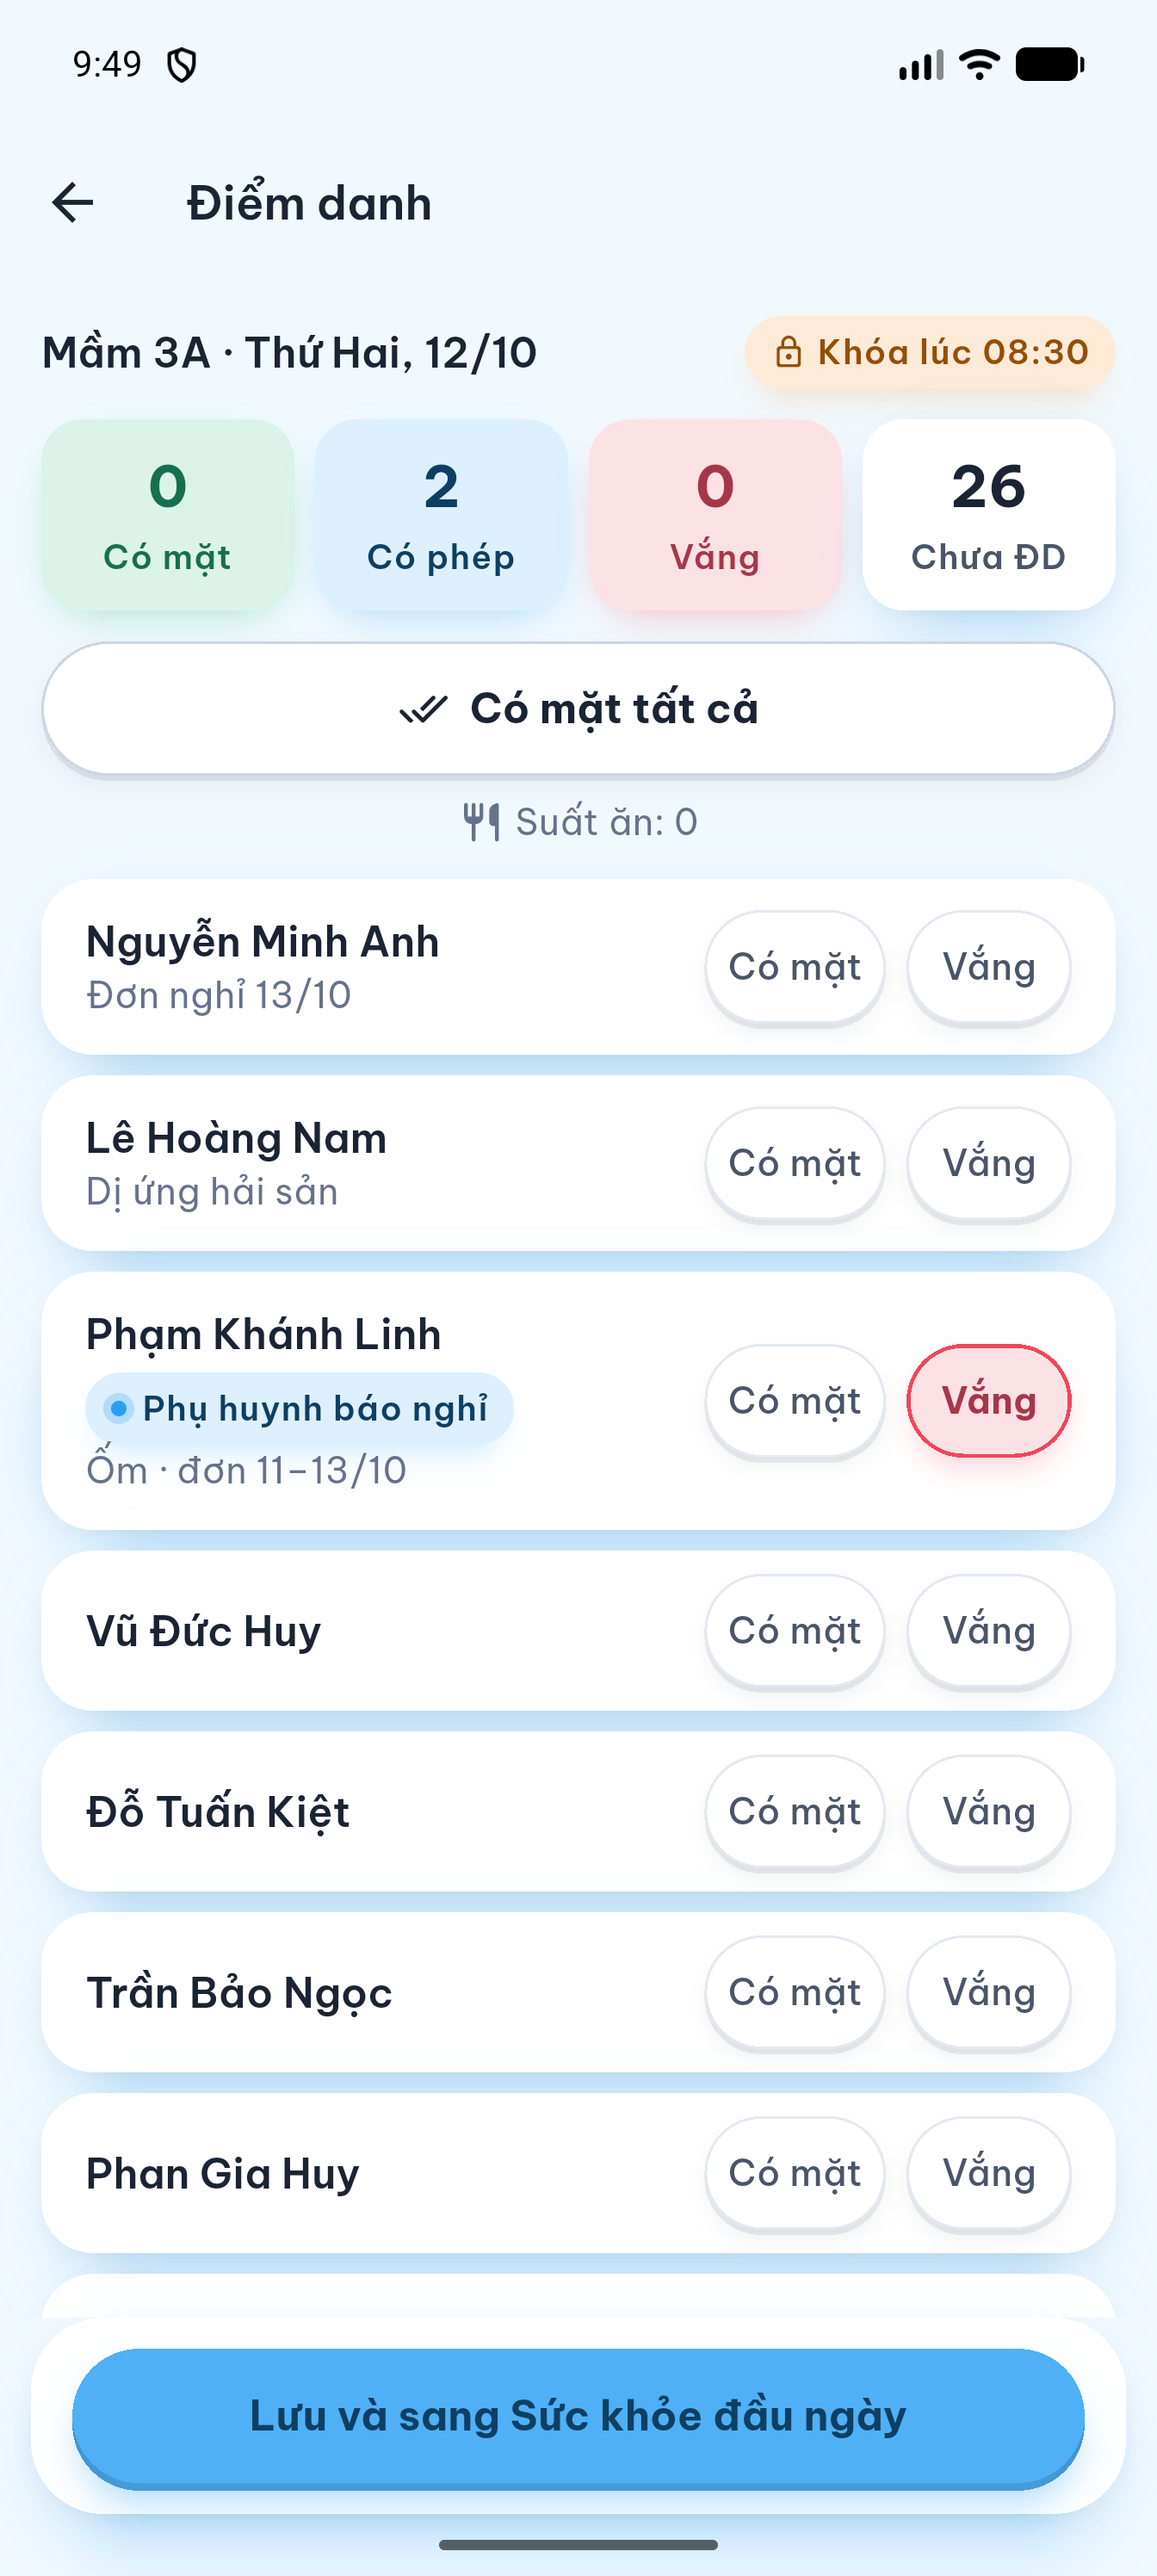 9:49
Điểm danh
Mầm 3A · Thứ Hai, 12/10
Khóa lúc 08:30
0
Có mặt
2
Có phép
0
Vắng
26
Chưa ĐD
Có mặt tất cả
Suất ăn: 0
Nguyễn Minh Anh
Đơn nghỉ 13/10
Có mặt
Vắng
Lê Hoàng Nam
Dị ứng hải sản
Có mặt
Vắng
Phạm Khánh Linh
Phụ huynh báo nghỉ
Ốm · đơn 11–13/10
Có mặt
Vắng
Vũ Đức Huy
Có mặt
Vắng
Đỗ Tuấn Kiệt
Có mặt
Vắng
Trần Bảo Ngọc
Có mặt
Vắng
Phan Gia Huy
Có mặt
Vắng
Lưu và sang Sức khỏe đầu ngày